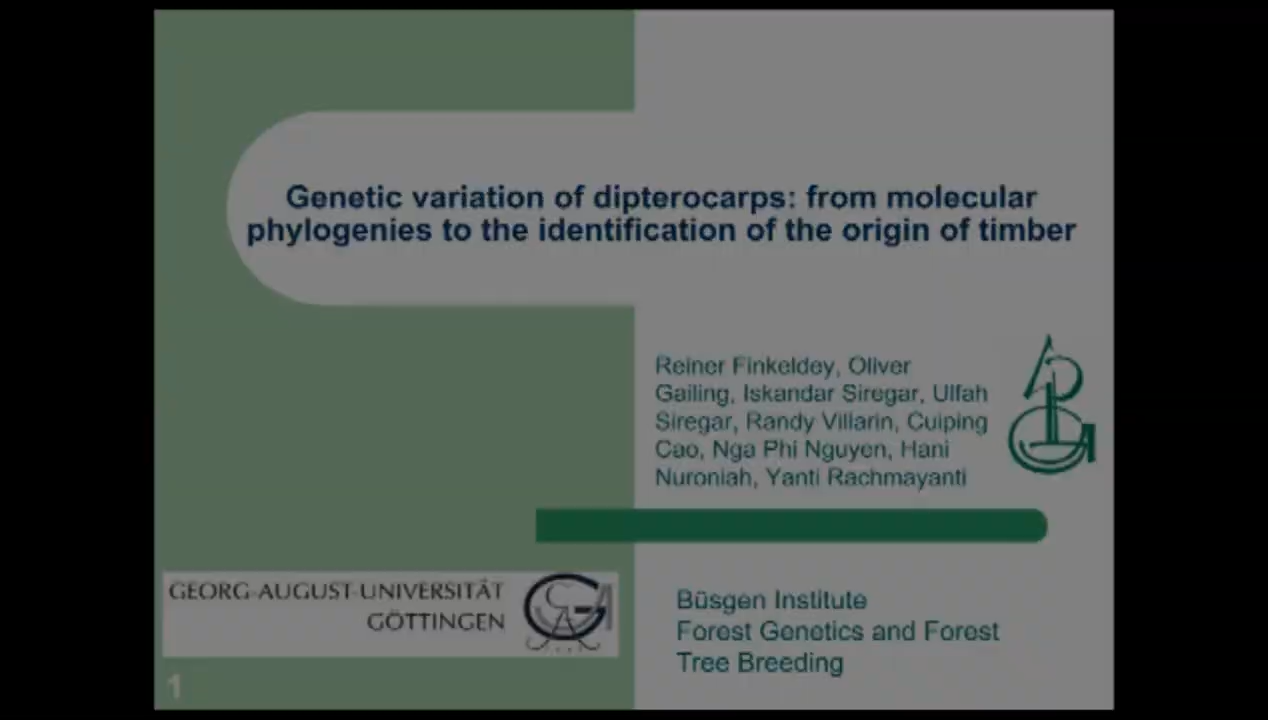 Genetic variation of dipterocarps: from molecular
phylogenies to the identification of the origin of timber
Reiner Finkeldey, Oliver
Gailing, Iskandar Siregar, Ulfah
Siregar, Randy Villarin, Cuiping
Cao, Nga Phi Nguyen, Hani
Nuroniah, Yanti Rachmayanti
GEORG-AUGUST-UNIVERSITÄT
GÖTTINGEN
Büsgen Institute
Forest Genetics and Forest
Tree Breeding
1